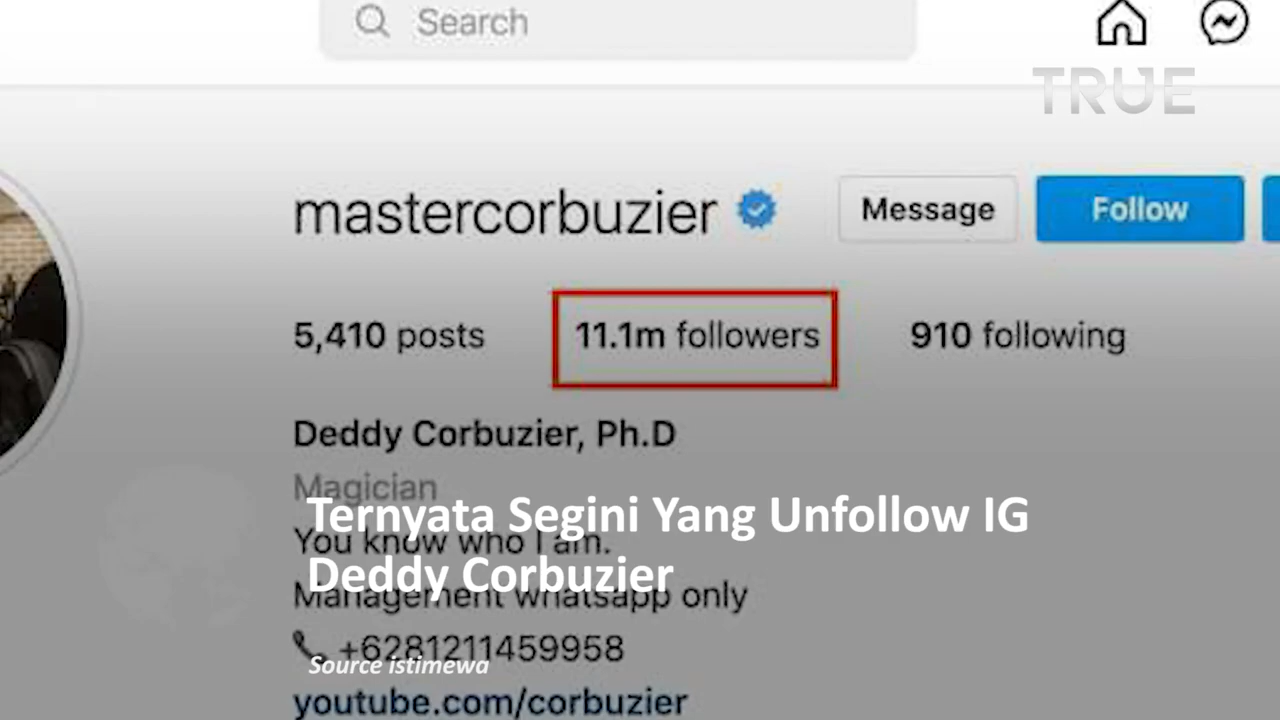 Search
TRUE
mastercorbuzier
Message
Follow
5,410 posts
11.1m followers
910 following
Deddy Corbuzier, Ph.D
Magician
Ternyata Segini Yang Unfollow IG
You know who I am.
Deddy Corbuzier
Management whatsapp only
+6281211459958
Source istimewa
youtube.com/corbuzier